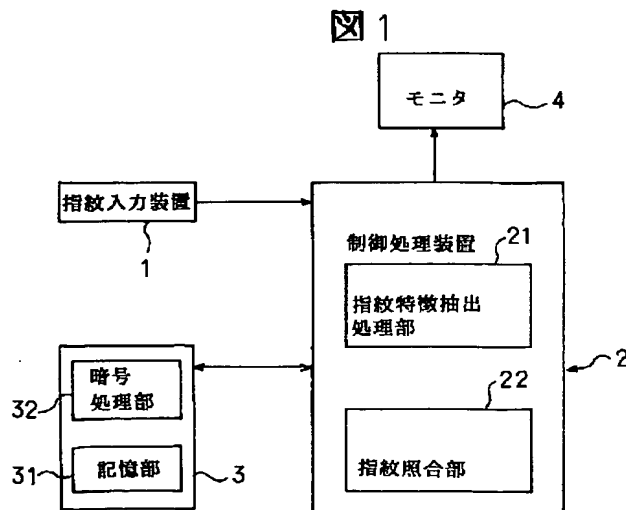 図1
モニタ
4
指紋入力装置
1
制御処理装置
21
指紋特徴抽出
処理部
2
22
指紋照合部
暗号
処理部
32
記憶部
31
3